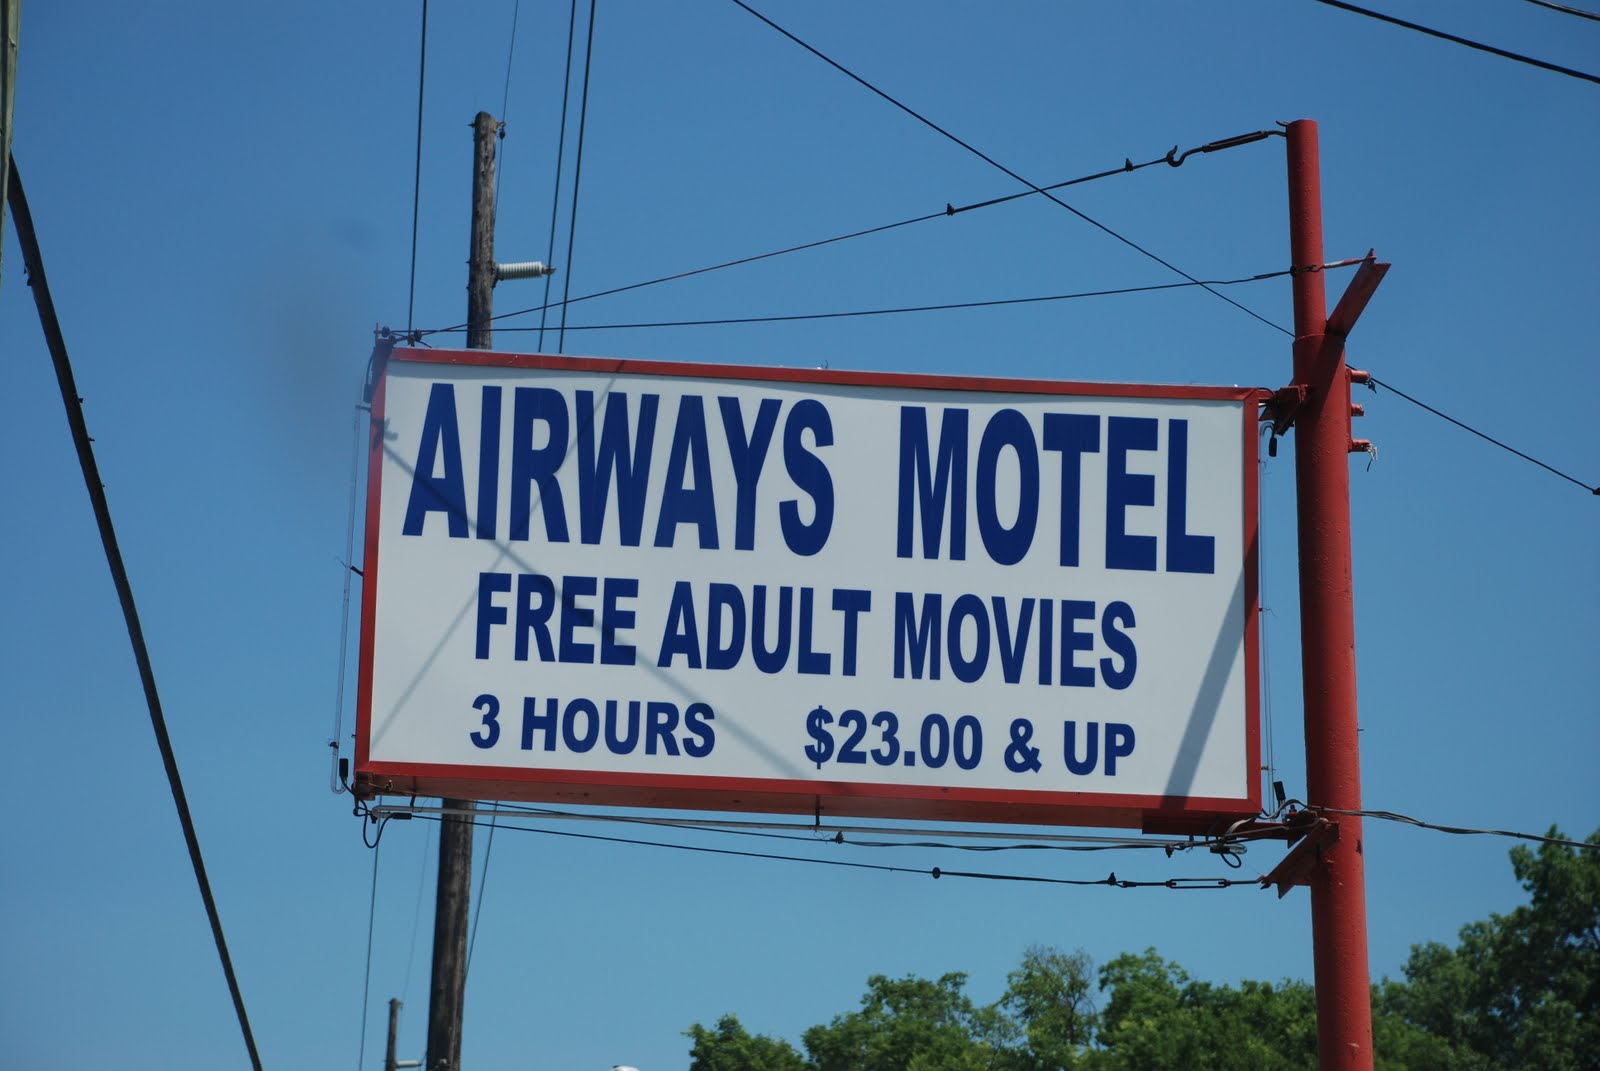 AIRWAYS MOTEL
FREE ADULT MOVIES
3 HOURS $23.00 & UP